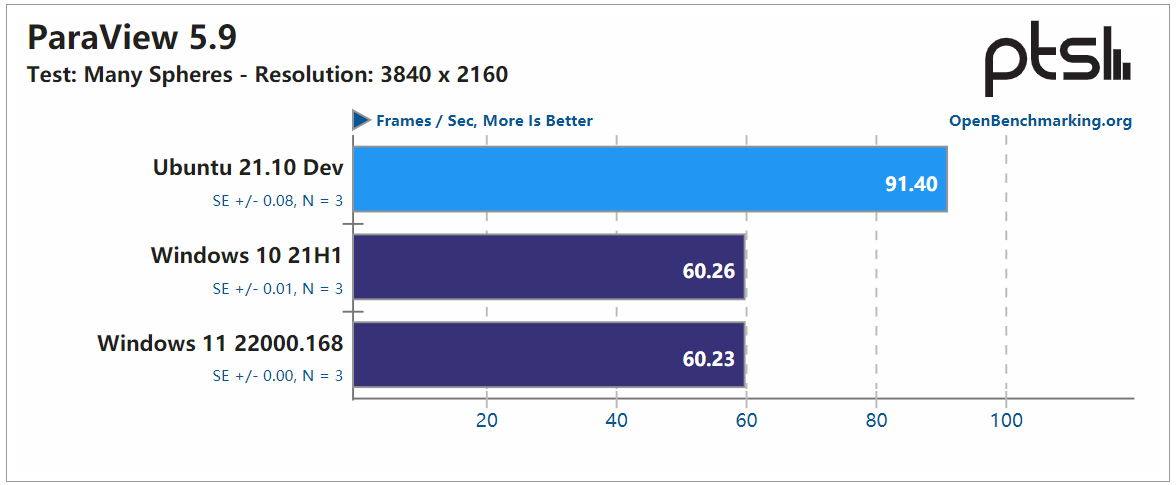 ParaView 5.9
Test: Many Spheres - Resolution: 3840 x 2160
ptsl
Frames / Sec, More Is Better
OpenBenchmarking.org
Ubuntu 21.10 Dev
SE +/- 0.08, N = 3
91.40
Windows 10 21H1
SE +/- 0.01, N = 3
60.26
Windows 11 22000.168
SE +/- 0.00, N = 3
60.23
20 40 60 80 100